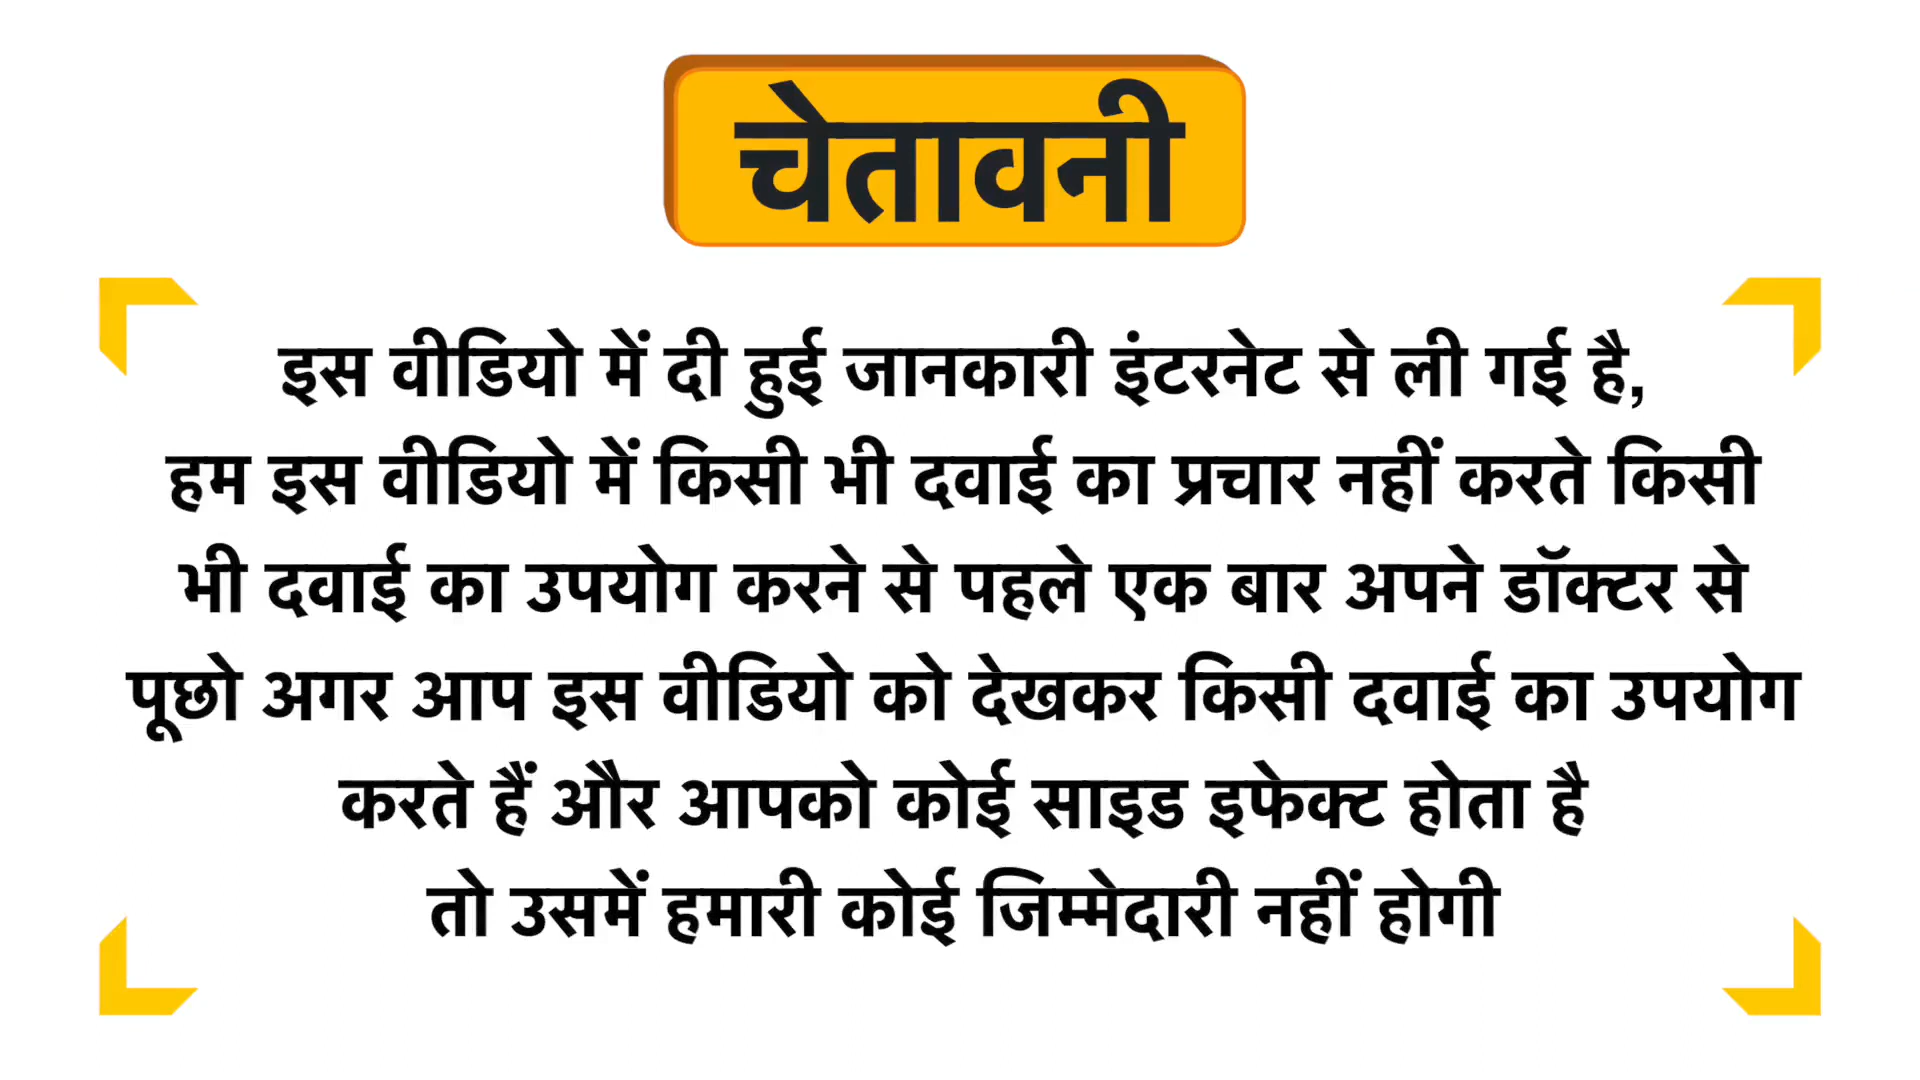 चेतावनी
इस वीडियो में दी हुई जानकारी इंटरनेट से ली गई है,
हम इस वीडियो में किसी भी दवाई का प्रचार नहीं करते किसी
भी दवाई का उपयोग करने से पहले एक बार अपने डॉक्टर से
पूछो अगर आप इस वीडियो को देखकर किसी दवाई का उपयोग
करते हैं और आपको कोई साइड इफेक्ट होता है
तो उसमें हमारी कोई जिम्मेदारी नहीं होगी